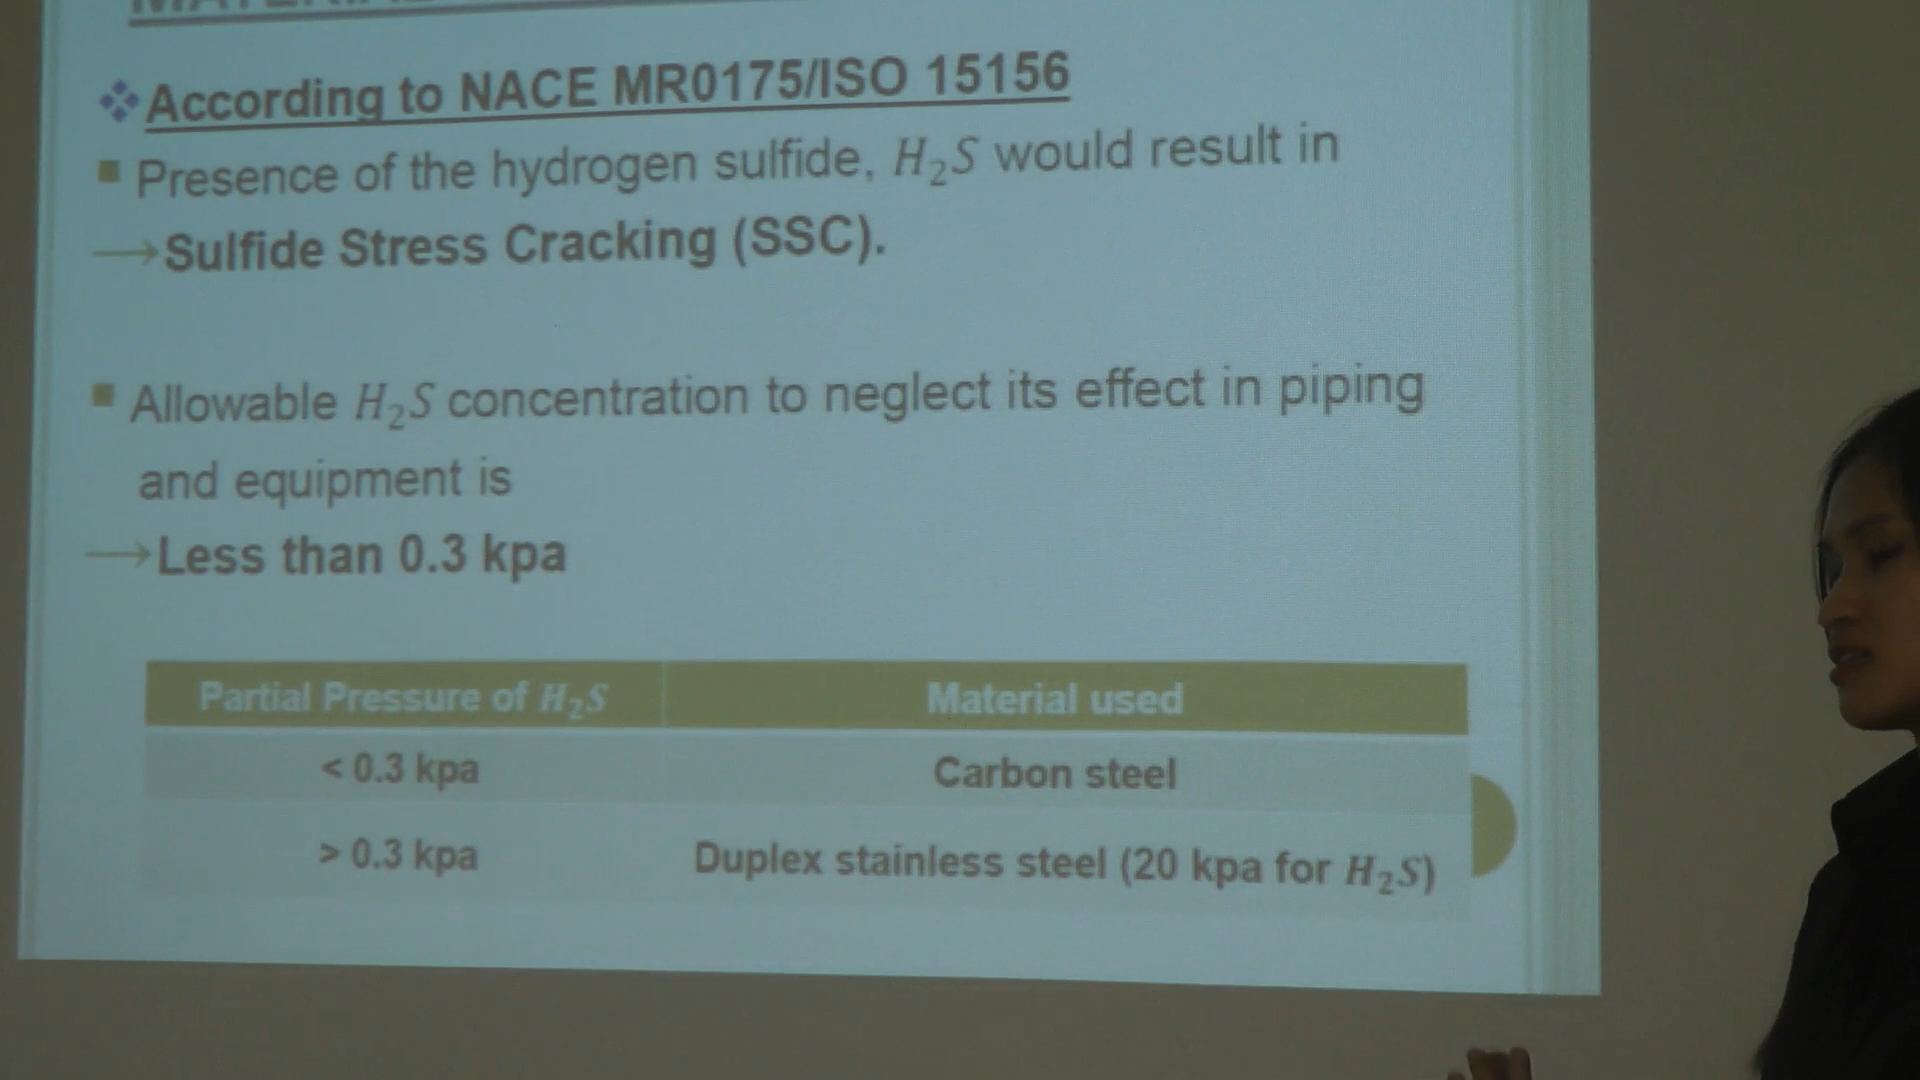 According to NACE MR0175/ISO 15156
Presence of the hydrogen sulfide, H₂S would result in
→Sulfide Stress Cracking (SSC).
Allowable H₂S concentration to neglect its effect in piping
and equipment is
→Less than 0.3 kpa
Partial Pressure of H₂S Material used
< 0.3 kpa Carbon steel
> 0.3 kpa Duplex stainless steel (20 kpa for H₂S)